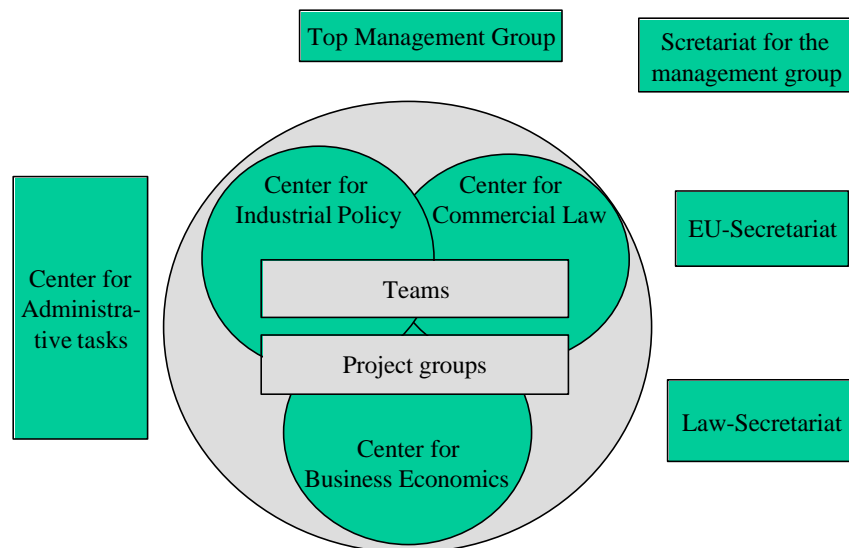 Top Management Group
Scretariat for the
management group
Center for
Industrial Policy
Center for
Commercial Law
EU-Secretariat
Center for
Administra-
tive tasks
Teams
Project groups
Law-Secretariat
Center for
Business Economics